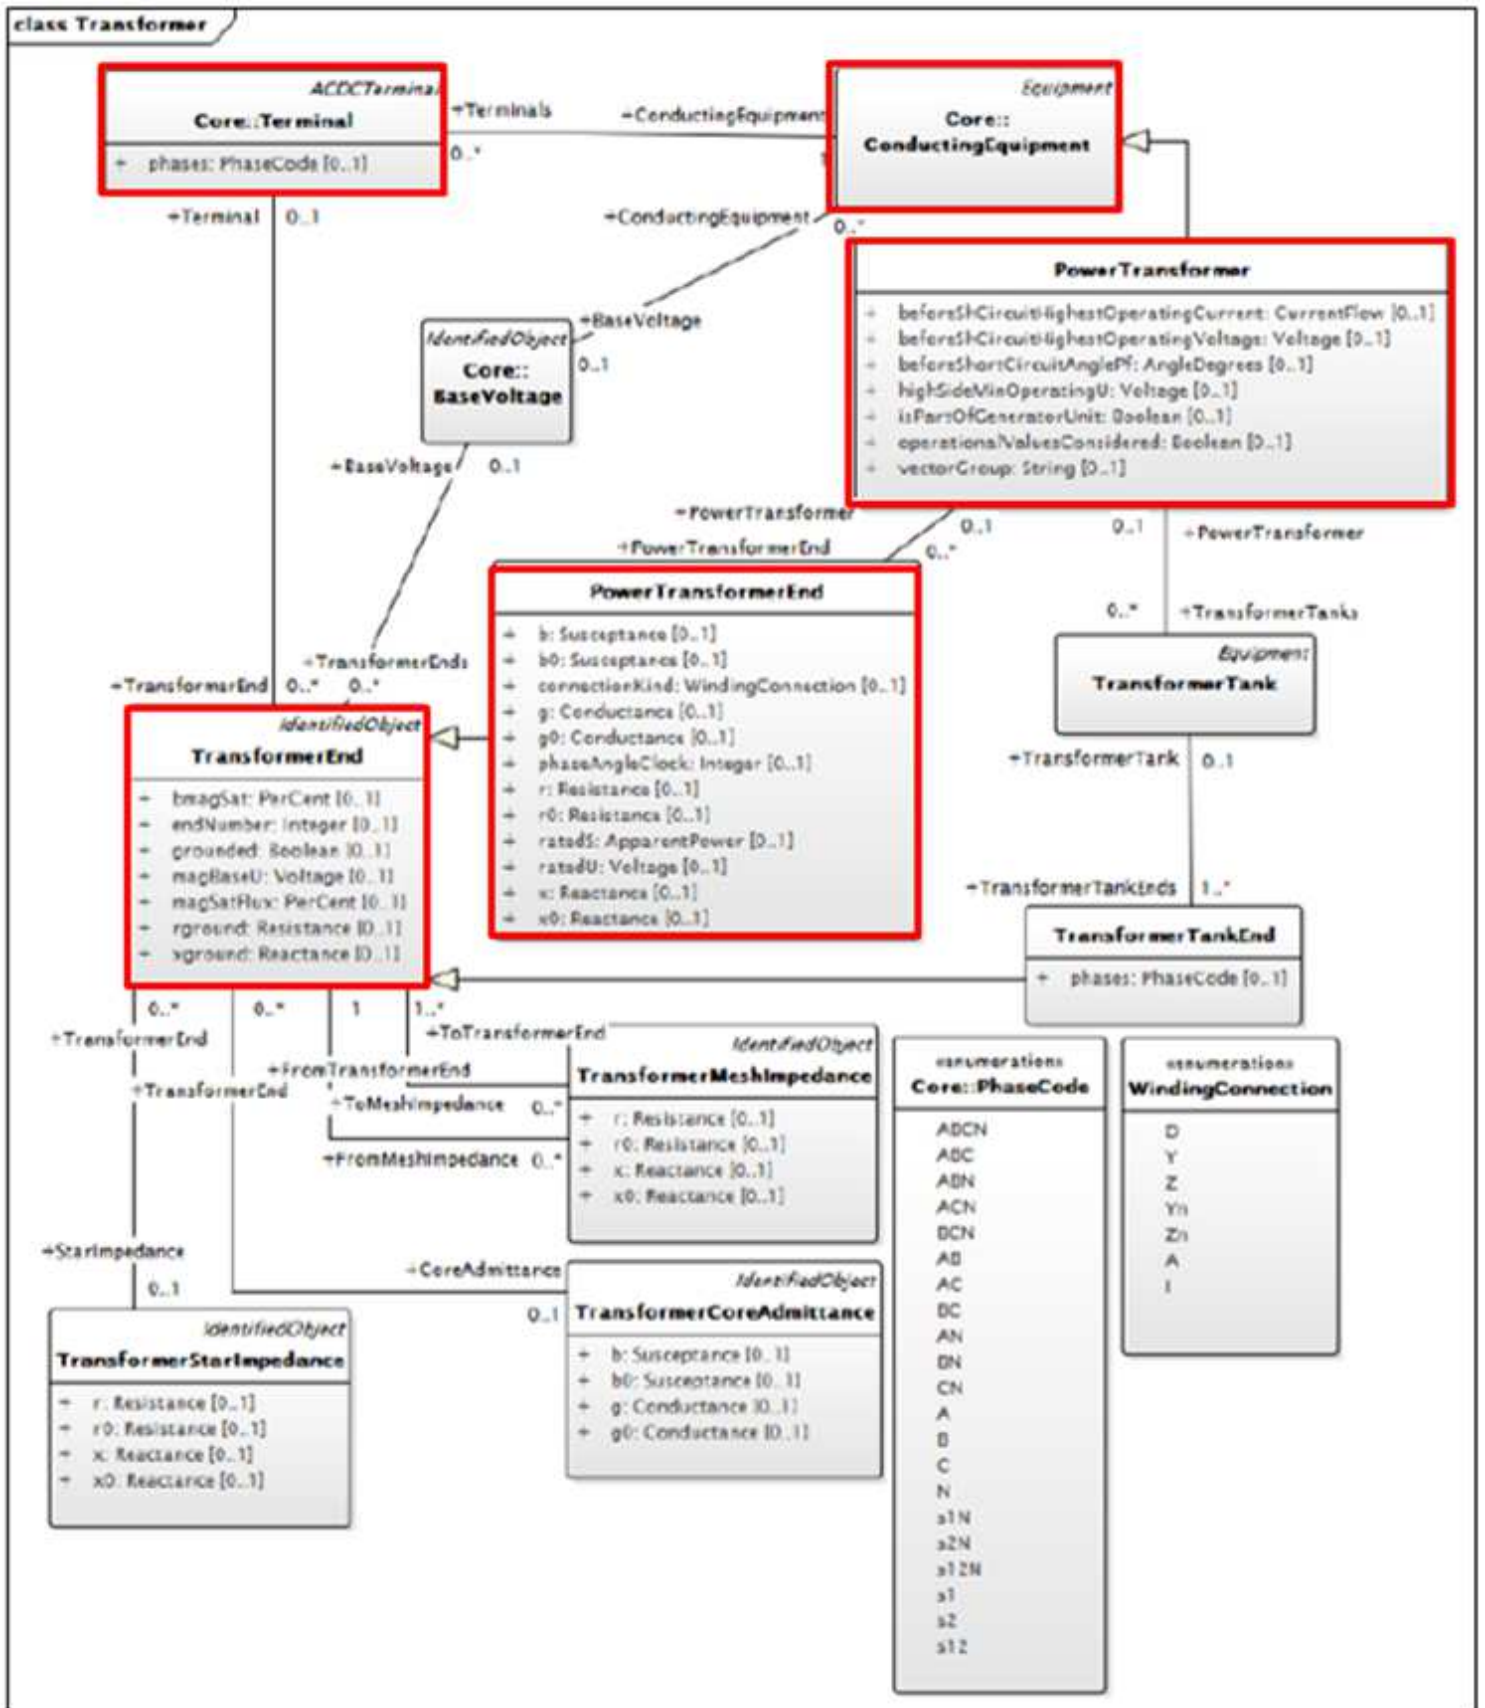 class Transformer
ACDCTerminal
Core::Terminal
+ phases: PhaseCode [0..1]
+Terminals
0..*
+ConductingEquipment
1
Equipment
Core::
ConductingEquipment
+Terminal 0..1
+ConductingEquipment
0..*
PowerTransformer
+ beforeShCircuitHighestOperatingCurrent: CurrentFlow [0..1]
+ beforeShCircuitHighestOperatingVoltage: Voltage [0..1]
+ beforeShortCircuitAnglePf: AngleDegrees [0..1]
+ highSideMinOperatingU: Voltage [0..1]
+ isPartOfGeneratorUnit: Boolean [0..1]
+ operationalValuesConsidered: Boolean [0..1]
+ vectorGroup: String [0..1]
+BaseVoltage
0..1
IdentifiedObject
Core::
BaseVoltage
+BaseVoltage 0..1
+PowerTransformer
0..1
0..1
+PowerTransformer
+PowerTransformerEnd
0..*
PowerTransformerEnd
+ b: Susceptance [0..1]
+ b0: Susceptance [0..1]
+ connectionKind: WindingConnection [0..1]
+ g: Conductance [0..1]
+ g0: Conductance [0..1]
+ phaseAngleClock: Integer [0..1]
+ r: Resistance [0..1]
+ r0: Resistance [0..1]
+ ratedS: ApparentPower [0..1]
+ ratedU: Voltage [0..1]
+ x: Reactance [0..1]
+ x0: Reactance [0..1]
0..* +TransformerTanks
Equipment
TransformerTank
+TransformerTank 0..1
+TransformerTankEnds 1..*
TransformerTankEnd
+ phases: PhaseCode [0..1]
+TransformerEnds
+TransformerEnd 0..* 0..*
IdentifiedObject
TransformerEnd
+ bmagSat: PerCent [0..1]
+ endNumber: Integer [0..1]
+ grounded: Boolean [0..1]
+ magBaseU: Voltage [0..1]
+ magSatFlux: PerCent [0..1]
+ rground: Resistance [0..1]
+ xground: Reactance [0..1]
0..* 0..* 1 1..*
+TransformerEnd
+ToTransformerEnd
+FromTransformerEnd
+TransformerEnd
+ToMeshImpedance 0..*
+FromMeshImpedance 0..*
IdentifiedObject
TransformerMeshImpedance
+ r: Resistance [0..1]
+ r0: Resistance [0..1]
+ x: Reactance [0..1]
+ x0: Reactance [0..1]
+StarImpedance
0..1
+CoreAdmittance
0..1
IdentifiedObject
TransformerCoreAdmittance
+ b: Susceptance [0..1]
+ b0: Susceptance [0..1]
+ g: Conductance [0..1]
+ g0: Conductance [0..1]
IdentifiedObject
TransformerStarImpedance
+ r: Resistance [0..1]
+ r0: Resistance [0..1]
+ x: Reactance [0..1]
+ x0: Reactance [0..1]
«enumeration»
Core::PhaseCode
ABCN
ABC
ABN
ACN
BCN
AB
AC
BC
AN
BN
CN
A
B
C
N
s1N
s2N
s12N
s1
s2
s12
«enumeration»
WindingConnection
D
Y
Z
Yn
Zn
A
I